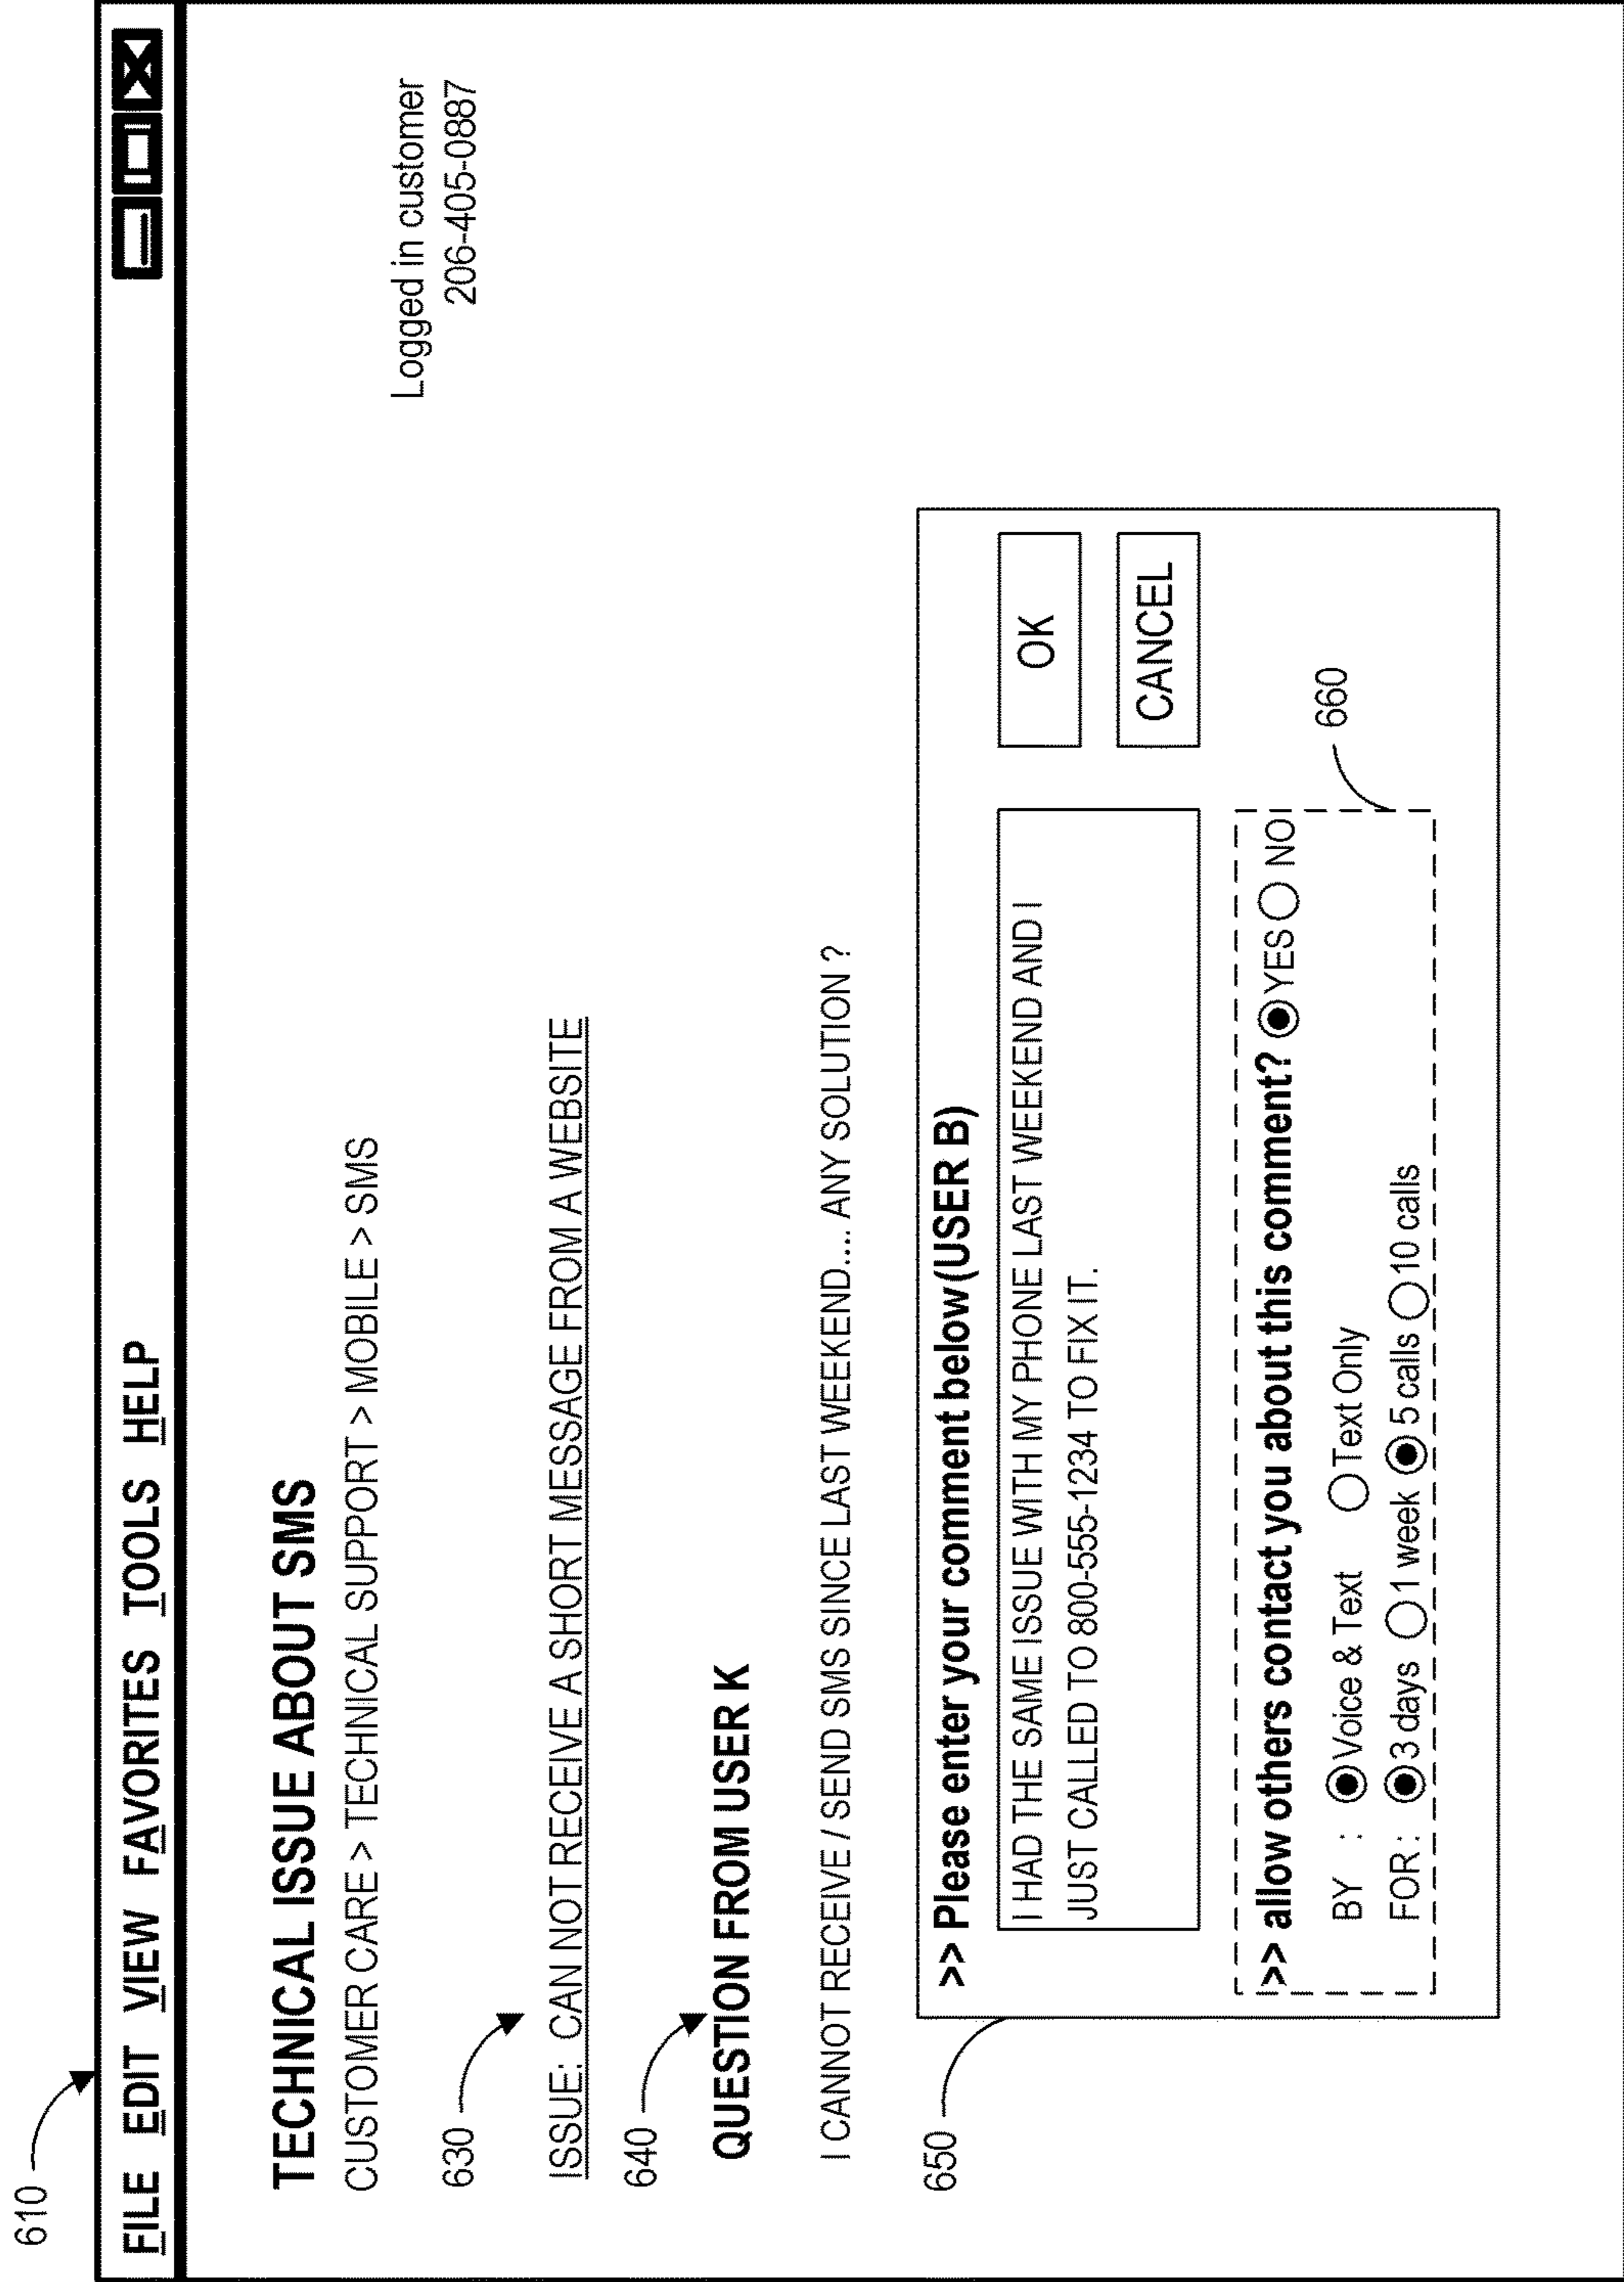 610
FILE EDIT VIEW FAVORITES TOOLS HELP
TECHNICAL ISSUE ABOUT SMS
CUSTOMER CARE > TECHNICAL SUPPORT > MOBILE > SMS
Logged in customer
206-405-0887
630
ISSUE: CAN NOT RECEIVE A SHORT MESSAGE FROM A WEBSITE
640
QUESTION FROM USER K
I CANNOT RECEIVE / SEND SMS SINCE LAST WEEKEND.... ANY SOLUTION ?
650
>> Please enter your comment below(USER B)
I HAD THE SAME ISSUE WITH MY PHONE LAST WEEKEND AND I
JUST CALLED TO 800-555-1234 TO FIX IT.
OK
CANCEL
>> allow others contact you about this comment? YES NO
660
BY : Voice & Text Text Only
FOR: 3 days 1 week 5 calls 10 calls